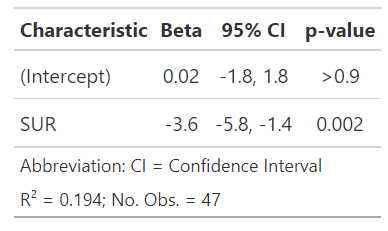 Characteristic Beta 95% CI p-value
(Intercept) 0.02 -1.8, 1.8 >0.9
SUR -3.6 -5.8, -1.4 0.002
Abbreviation: CI = Confidence Interval
R² = 0.194; No. Obs. = 47